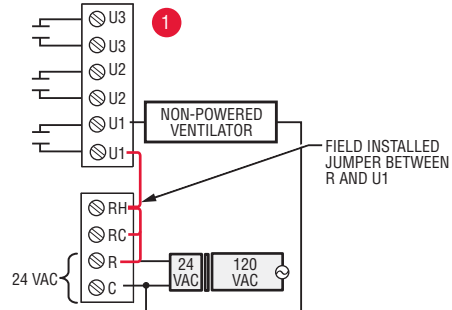 U3
1
U3
U2
U2
U1
NON-POWERED
VENTILATOR
U1
FIELD INSTALLED
JUMPER BETWEEN
R AND U1
RH
RC
R
24
VAC
120
VAC
24 VAC
C